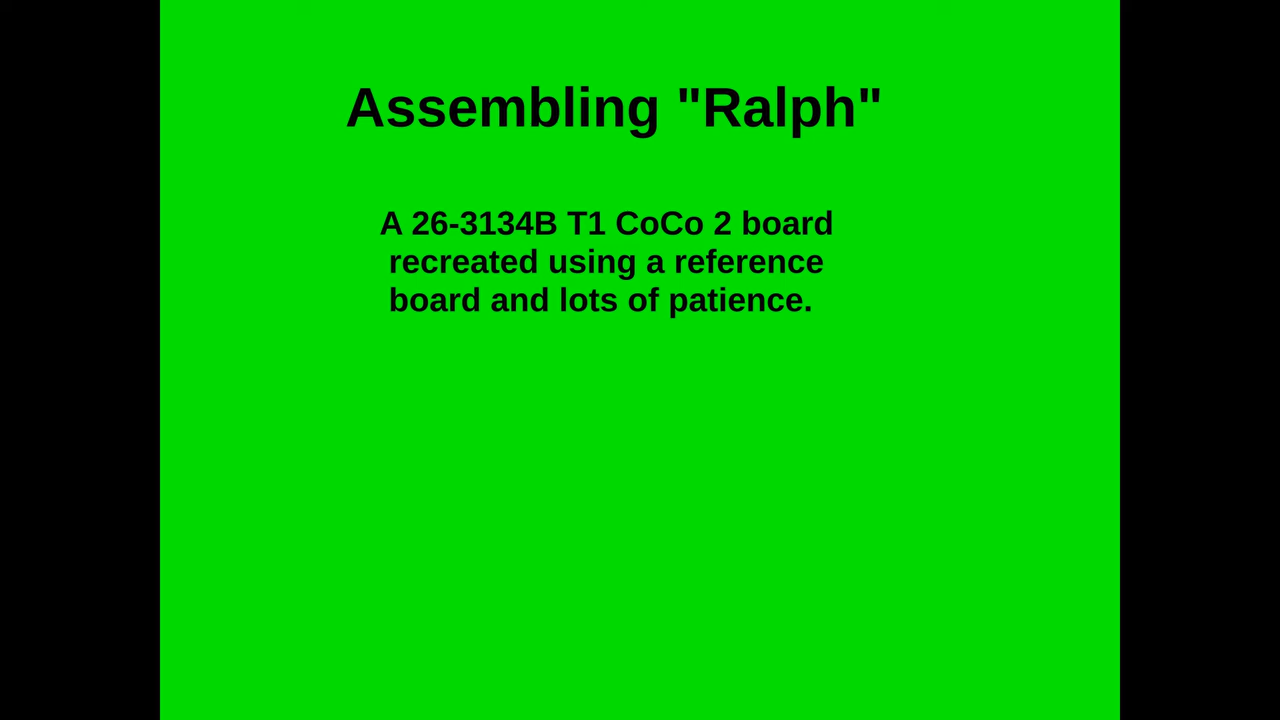 Assembling "Ralph"
A 26-3134B T1 CoCo 2 board
recreated using a reference
board and lots of patience.